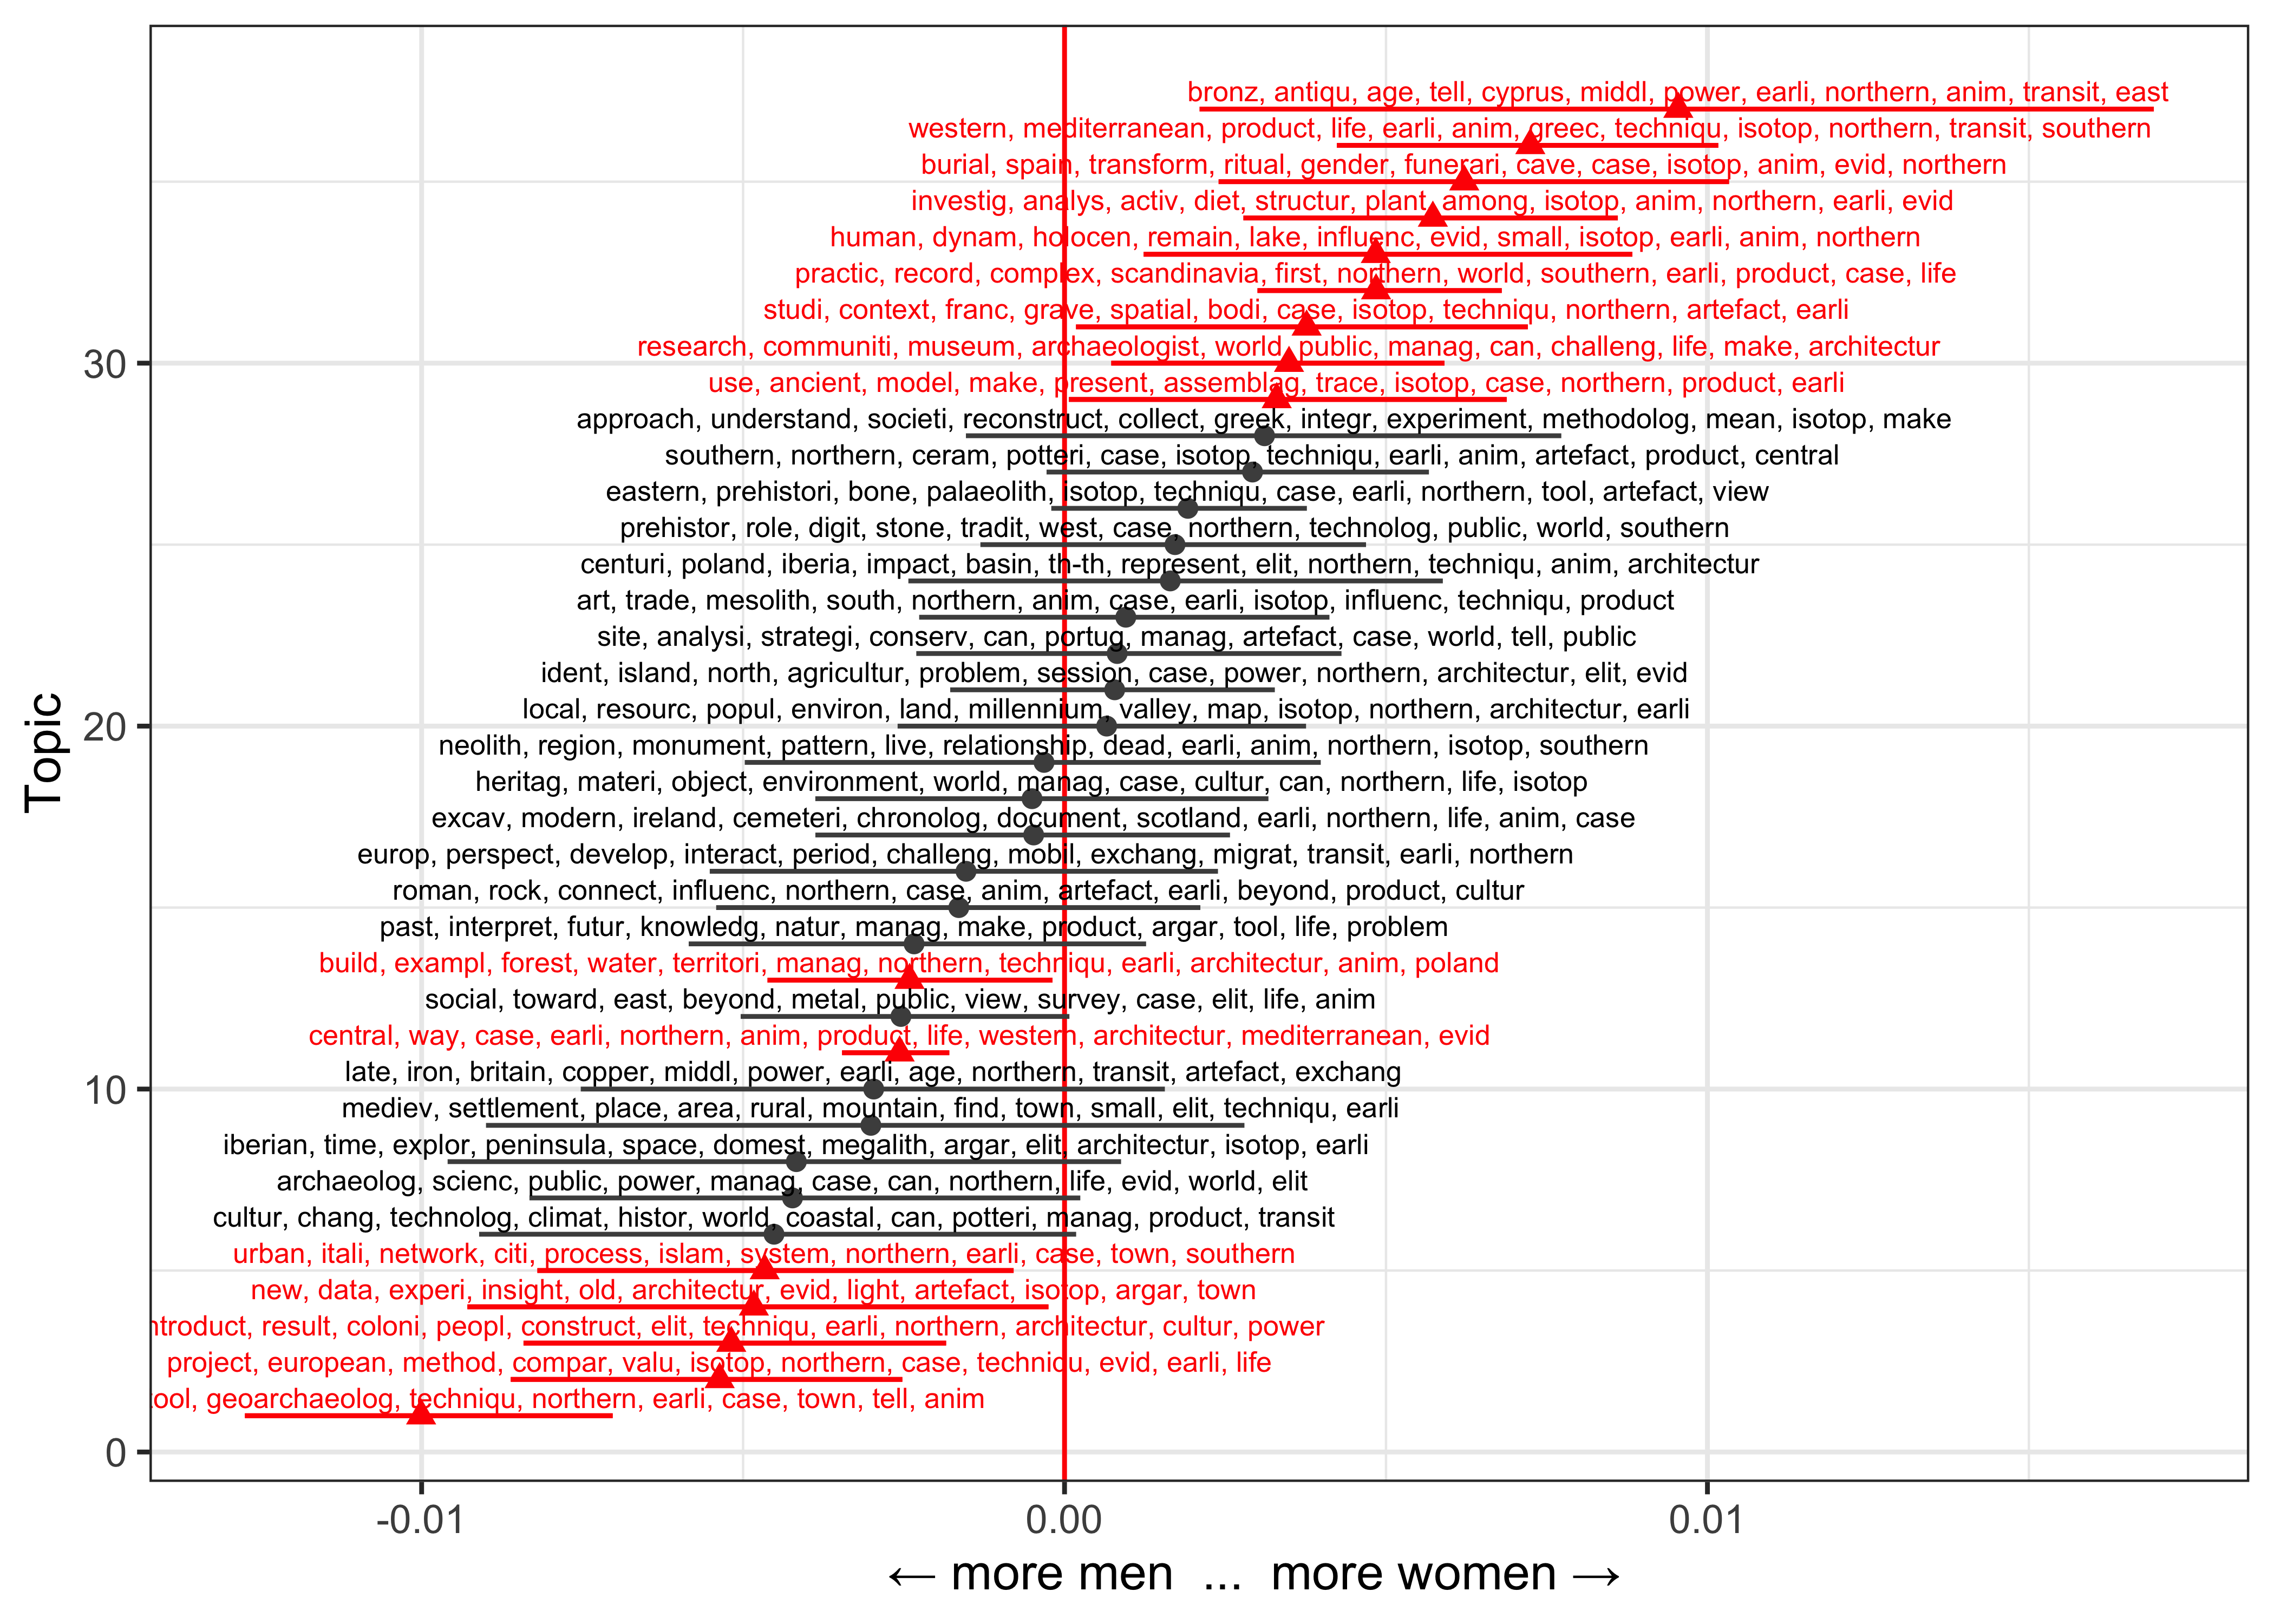 bronz, antiqu, age, tell, cyprus, middl, power, earli, northern, anim, transit, east
western, mediterranean, product, life, earli, anim, greec, techniqu, isotop, northern, transit, southern
burial, spain, transform, ritual, gender, funerari, cave, case, isotop, anim, evid, northern
investig, analys, activ, diet, structur, plant, among, isotop, anim, northern, earli, evid
human, dynam, holocen, remain, lake, influenc, evid, small, isotop, earli, anim, northern
practic, record, complex, scandinavia, first, northern, world, southern, earli, product, case, life
studi, context, franc, grave, spatial, bodi, case, isotop, techniqu, northern, artefact, earli
research, communiti, museum, archaeologist, world, public, manag, can, challeng, life, make, architectur
30
use, ancient, model, make, present, assemblag, trace, isotop, case, northern, product, earli
approach, understand, societi, reconstruct, collect, greek, integr, experiment, methodolog, mean, isotop, make
southern, northern, ceram, potteri, case, isotop, techniqu, earli, anim, artefact, product, central
eastern, prehistori, bone, palaeolith, isotop, techniqu, case, earli, northern, tool, artefact, view
prehistor, role, digit, stone, tradit, west, case, northern, technolog, public, world, southern
centuri, poland, iberia, impact, basin, th-th, represent, elit, northern, techniqu, anim, architectur
art, trade, mesolith, south, northern, anim, case, earli, isotop, influenc, techniqu, product
site, analysi, strategi, conserv, can, portug, manag, artefact, case, world, tell, public
ident, island, north, agricultur, problem, session, case, power, northern, architectur, elit, evid
local, resourc, popul, environ, land, millennium, valley, map, isotop, northern, architectur, earli
20
neolith, region, monument, pattern, live, relationship, dead, earli, anim, northern, isotop, southern
Topic
heritag, materi, object, environment, world, manag, case, cultur, can, northern, life, isotop
excav, modern, ireland, cemeteri, chronolog, document, scotland, earli, northern, life, anim, case
europ, perspect, develop, interact, period, challeng, mobil, exchang, migrat, transit, earli, northern
roman, rock, connect, influenc, northern, case, anim, artefact, earli, beyond, product, cultur
past, interpret, futur, knowledg, natur, manag, make, product, argar, tool, life, problem
build, exampl, forest, water, territori, manag, northern, techniqu, earli, architectur, anim, poland
social, toward, east, beyond, metal, public, view, survey, case, elit, life, anim
central, way, case, earli, northern, anim, product, life, western, architectur, mediterranean, evid
late, iron, britain, copper, middl, power, earli, age, northern, transit, artefact, exchang
10
mediev, settlement, place, area, rural, mountain, find, town, small, elit, techniqu, earli
iberian, time, explor, peninsula, space, domest, megalith, argar, elit, architectur, isotop, earli
archaeolog, scienc, public, power, manag, case, can, northern, life, evid, world, elit
cultur, chang, technolog, climat, histor, world, coastal, can, potteri, manag, product, transit
urban, itali, network, citi, process, islam, system, northern, earli, case, town, southern
new, data, experi, insight, old, architectur, evid, light, artefact, isotop, argar, town
ntroduct, result, coloni, peopl, construct, elit, techniqu, earli, northern, architectur, cultur, power
project, european, method, compar, valu, isotop, northern, case, techniqu, evid, earli, life
ool, geoarchaeolog, techniqu, northern, earli, case, town, tell, anim
0
-0.01 0.00 0.01
← more men ... more women →